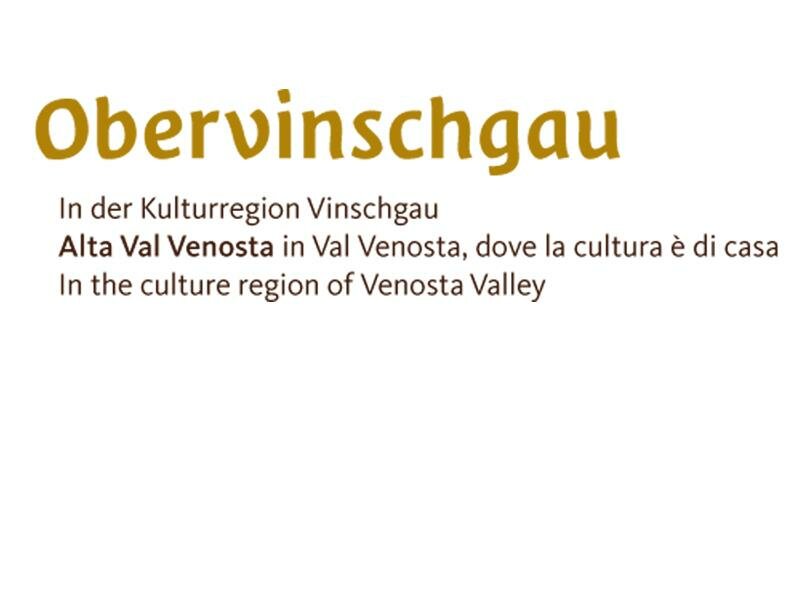 Obervinschgau
In der Kulturregion Vinschgau
Alta Val Venosta in Val Venosta, dove la cultura è di casa
In the culture region of Venosta Valley